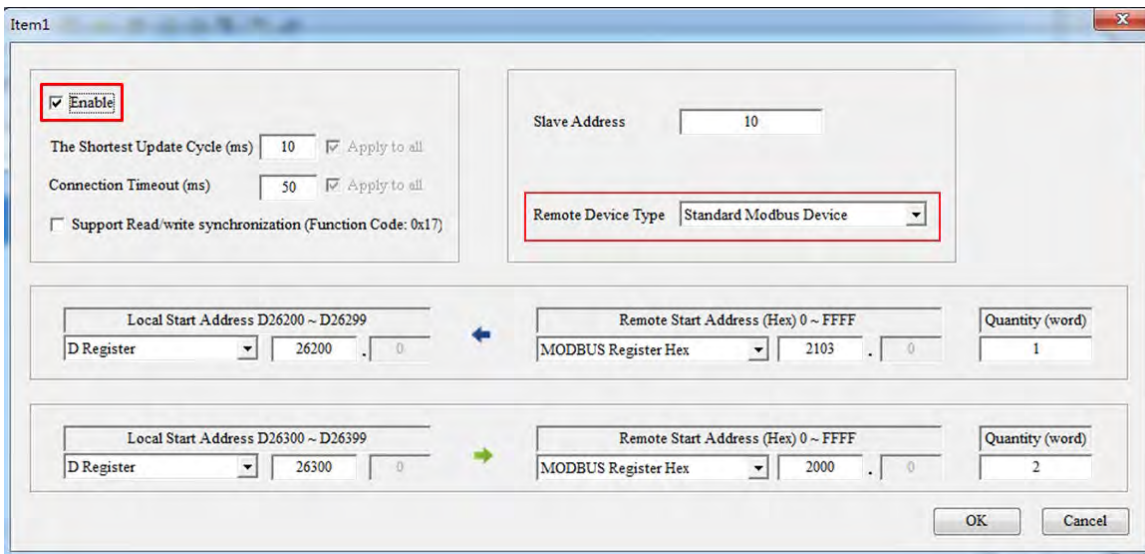 Item1
Enable
The Shortest Update Cycle (ms) 10 Apply to all
Connection Timeout (ms) 50 Apply to all
Support Read/write synchronization (Function Code: 0x17)
Slave Address 10
Remote Device Type Standard Modbus Device
Local Start Address D26200 ~ D26299 Remote Start Address (Hex) 0 ~ FFFF Quantity (word)
D Register 26200 . 0 MODBUS Register Hex 2103 . 0 1
Local Start Address D26300 ~ D26399 Remote Start Address (Hex) 0 ~ FFFF Quantity (word)
D Register 26300 0 MODBUS Register Hex 2000 . 0 2
OK Cancel